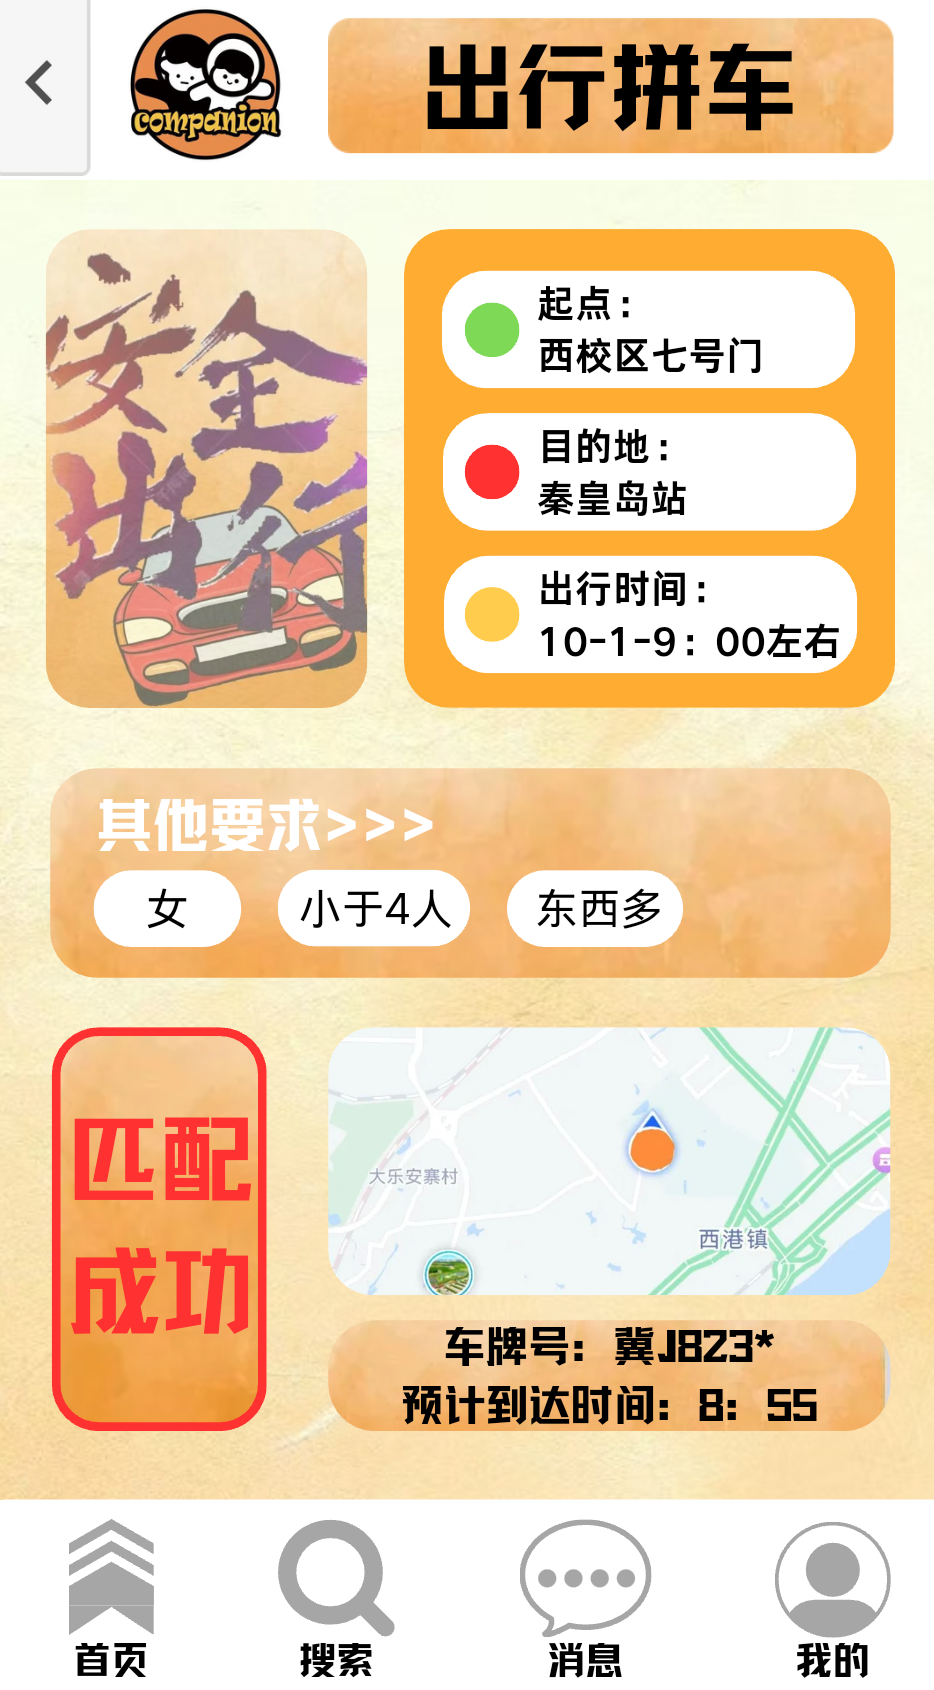 companion
出行拼车
安全
出行
起点：
西校区七号门
目的地：
秦皇岛站
出行时间：
10-1-9：00左右
其他要求>>>
女
小于4人
东西多
匹配
成功
大乐安寨村
西港镇
车牌号：冀J823*
预计到达时间：8：55
首页
搜索
消息
我的